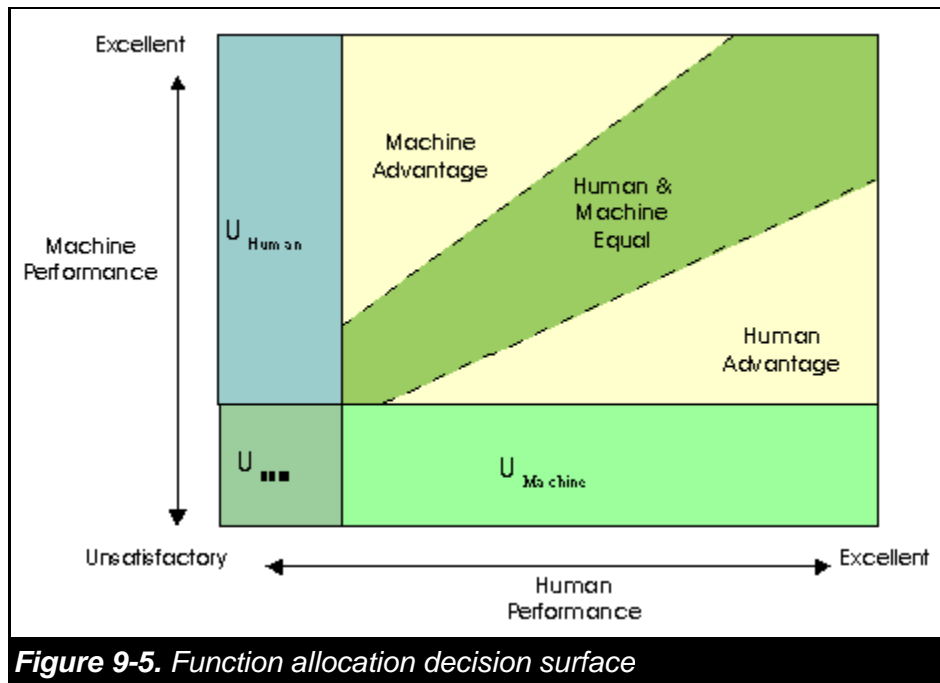 Excellent
Machine
Advantage
Human &
Machine
Equal
U Human
Machine
Performance
Human
Advantage
U
U Machine
Unsatisfactory
Excellent
Human
Performance
Figure 9-5. Function allocation decision surface